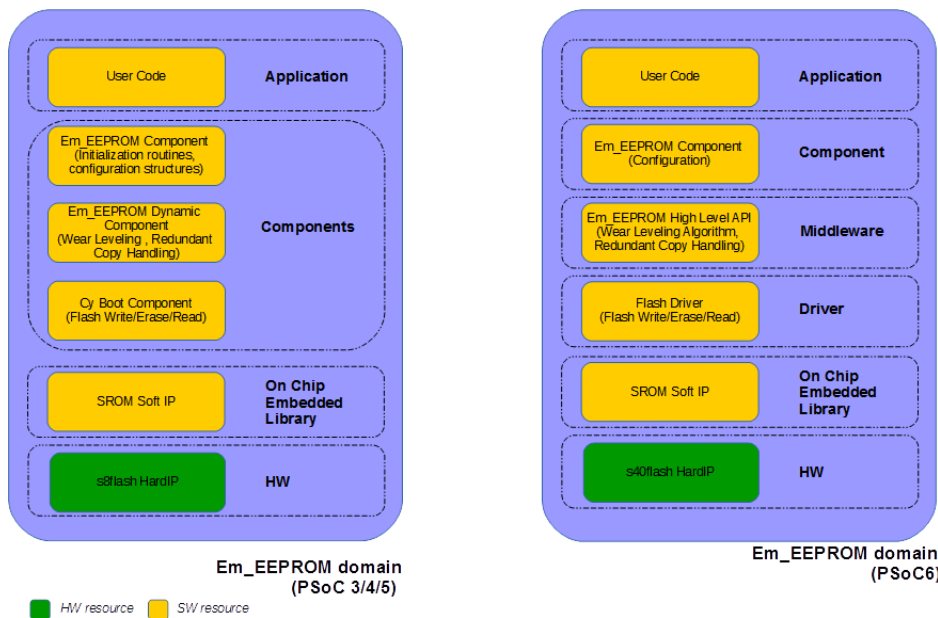 User Code
Application
Em_EEPROM Component
(Initialization routines,
configuration structures)
Em_EEPROM Dynamic
Component
(Wear Leveling , Redundant
Copy Handling)
Components
Cy Boot Component
(Flash Write/Erase/Read)
SROM Soft IP
On Chip
Embedded
Library
s8flash HardIP
HW
Em_EEPROM domain
(PSoC 3/4/5)
HW resource
SW resource
User Code
Application
Em_EEPROM Component
(Configuration)
Component
Em_EEPROM High Level API
(Wear Leveling Algorithm,
Redundant Copy Handling)
Middleware
Flash Driver
(Flash Write/Erase/Read)
Driver
SROM Soft IP
On Chip
Embedded
Library
s40flash HardIP
HW
Em_EEPROM domain
(PSoC6)